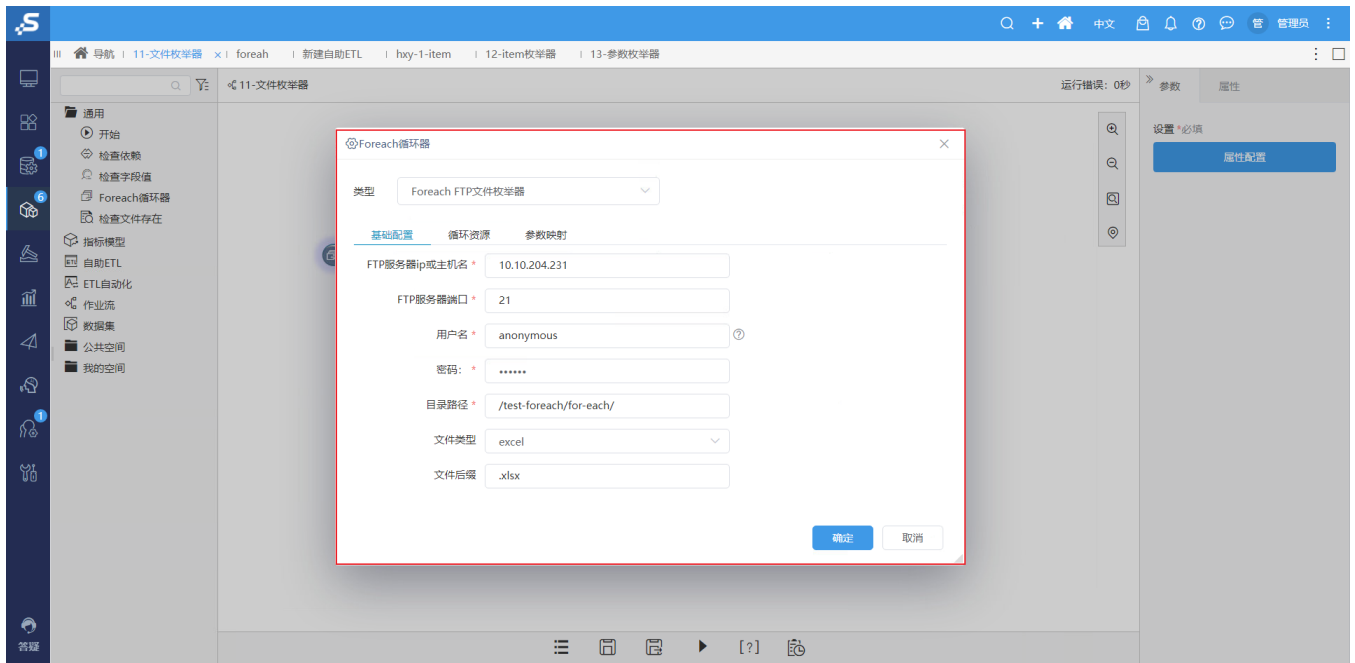 中文
管
管理员
导航
11-文件枚举器
foreah
新建自助ETL
hxy-1-item
12-item枚举器
13-参数枚举器
11-文件枚举器
运行错误：0秒
参数
属性
通用
开始
检查依赖
检查字段值
Foreach循环器
检查文件存在
指标模型
自助ETL
ETL自动化
作业流
数据集
公共空间
我的空间
1
6
1
答疑
设置 *必填
属性配置
Foreach循环器
类型
Foreach FTP文件枚举器
基础配置
循环资源
参数映射
FTP服务器ip或主机名 * 10.10.204.231
FTP服务器端口 * 21
用户名 * anonymous
密码： * ••••••
目录路径 * /test-foreach/for-each/
文件类型 excel
文件后缀 .xlsx
确定
取消
[?]